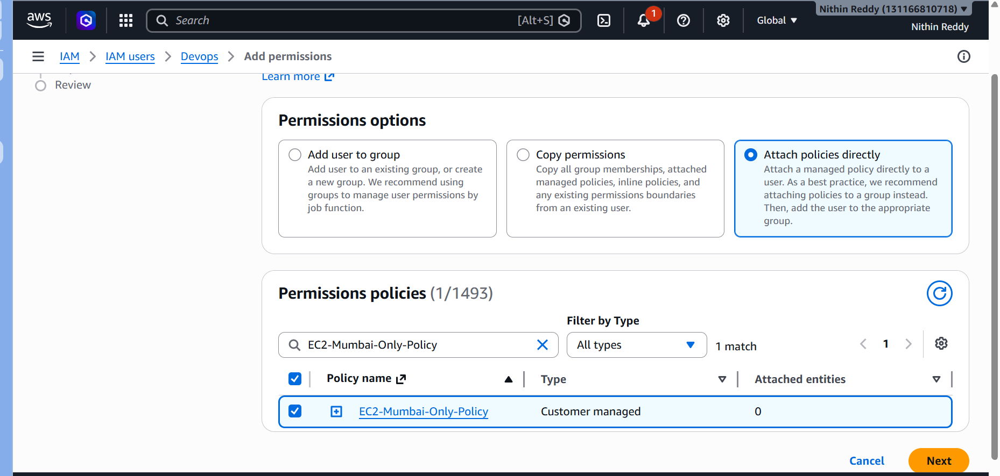 aws
Search
[Alt+S]
1
Global
Nithin Reddy (131166810718)
Nithin Reddy
IAM
IAM users
Devops
Add permissions
Review
Learn more
Permissions options
Add user to group
Add user to an existing group, or create
a new group. We recommend using
groups to manage user permissions by
job function.
Copy permissions
Copy all group memberships, attached
managed policies, inline policies, and
any existing permissions boundaries
from an existing user.
Attach policies directly
Attach a managed policy directly to a
user. As a best practice, we recommend
attaching policies to a group instead.
Then, add the user to the appropriate
group.
Permissions policies (1/1493)
Filter by Type
EC2-Mumbai-Only-Policy
All types
1 match
1
Policy name
Type
Attached entities
EC2-Mumbai-Only-Policy
Customer managed
0
Cancel
Next